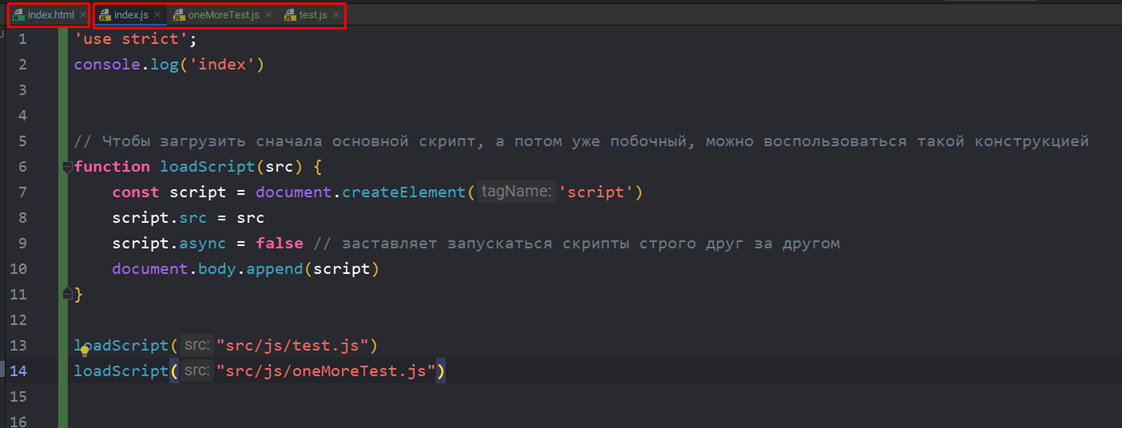 index.html index.js oneMoreTest.js test.js
1 'use strict';
2 console.log('index')
3
4
5 // Чтобы загрузить сначала основной скрипт, а потом уже побочный, можно воспользоваться такой конструкцией
6 function loadScript(src) {
7 const script = document.createElement( tagName: 'script')
8 script.src = src
9 script.async = false // заставляет запускаться скрипты строго друг за другом
10 document.body.append(script)
11 }
12
13 loadScript( src: "src/js/test.js")
14 loadScript( src: "src/js/oneMoreTest.js")
15
16